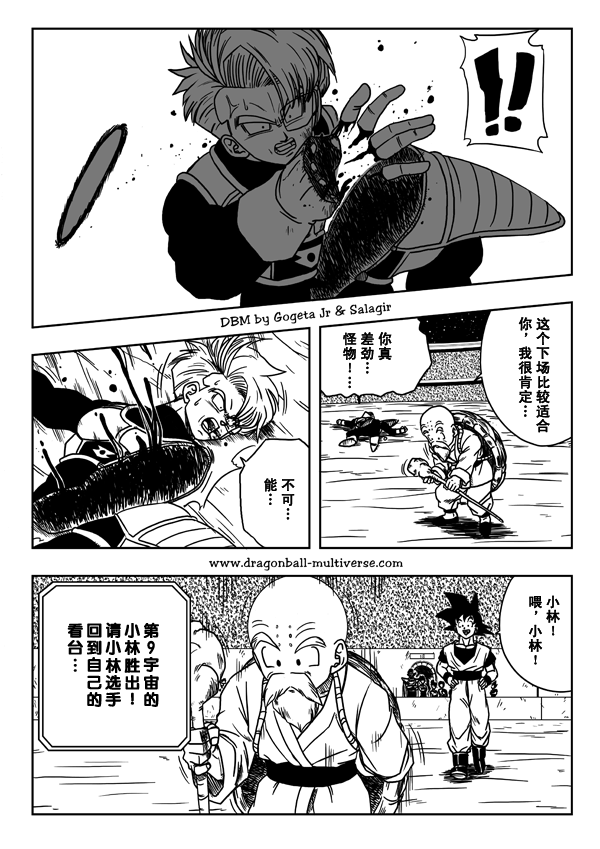 !!
DBM by Gogeta Jr & Salagir
这个下场比较适合
你，我很肯定…
你真
差劲…
怪物！…
不可
能…
www.dragonball-multiverse.com
小林！
喂，小林！
第9宇宙的
小林胜出！
请小林选手
回到自己的
看台…